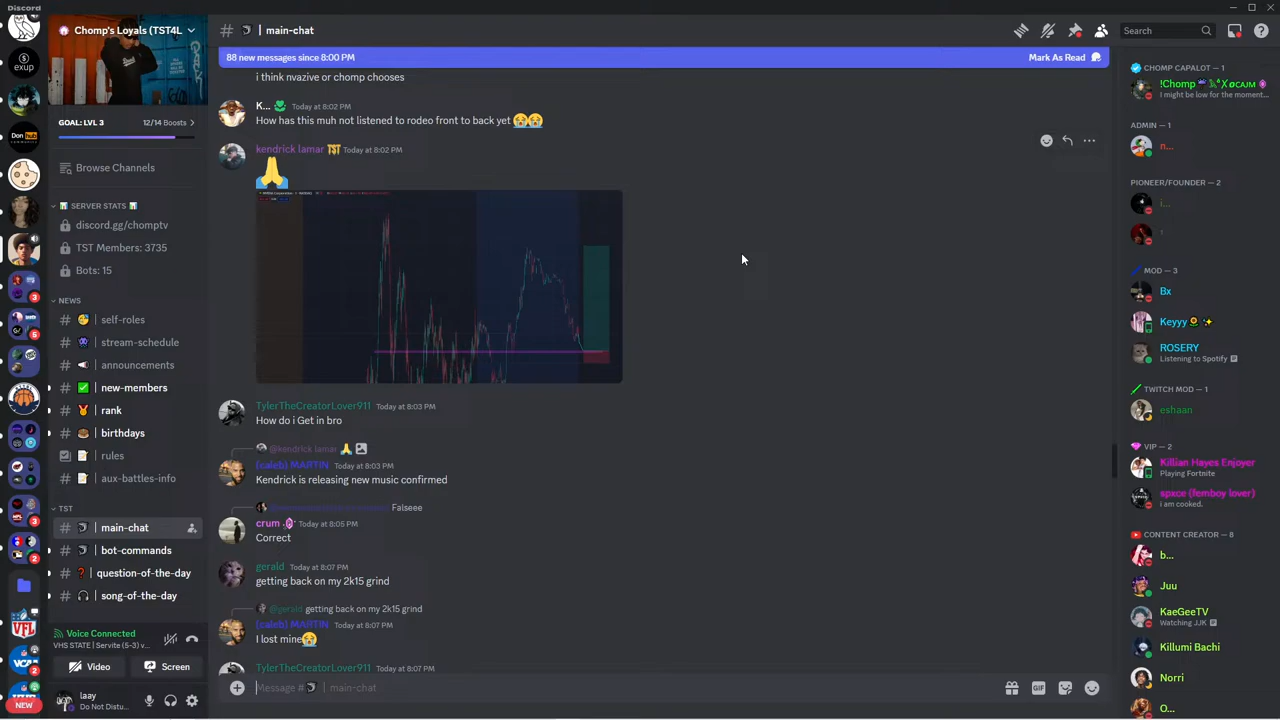 Discord
Chomp's Loyals (TST4L
# | main-chat
Search
88 new messages since 8:00 PM
Mark As Read
i think nvazive or chomp chooses
K... Today at 8:02 PM
How has this muh not listened to rodeo front to back yet 😭😭
kendrick lamar TST Today at 8:02 PM
🙏
TylerTheCreatorLover911 Today at 8:03 PM
How do i Get in bro
@kendrick lamar 🙏
(caleb) MARTIN Today at 8:03 PM
Kendrick is releasing new music confirmed
Falseee
crum Today at 8:05 PM
Correct
gerald Today at 8:07 PM
getting back on my 2k15 grind
@gerald getting back on my 2k15 grind
(caleb) MARTIN Today at 8:07 PM
I lost mine😭
TylerTheCreatorLover911 Today at 8:07 PM
Message # | main-chat
GIF
exup
Don hub
GOAL: LVL 3
12/14 Boosts
Browse Channels
SERVER STATS
discord.gg/chomptv
TST Members: 3735
Bots: 15
NEWS
# | self-roles
# | stream-schedule
# | announcements
# | new-members
# | rank
# | birthdays
| rules
# | aux-battles-info
TST
# | main-chat
# | bot-commands
# ❓ | question-of-the-day
# | song-of-the-day
Voice Connected
VHS STATE | Servite (5-3) v...
Video
Screen
laay
Do Not Distu...
NEW
CHOMP CAPALOT — 1
I might be low for the moment...
ADMIN — 1
n...
PIONEER/FOUNDER — 2
i...
MOD — 3
Bx
Keyyy
ROSERY
Listening to Spotify
TWITCH MOD — 1
eshaan
VIP — 2
Killian Hayes Enjoyer
Playing Fortnite
spxce (femboy lover)
i am cooked.
CONTENT CREATOR — 8
b...
Juu
KaeGeeTV
Watching JJK
Killumi Bachi
Norri
O...